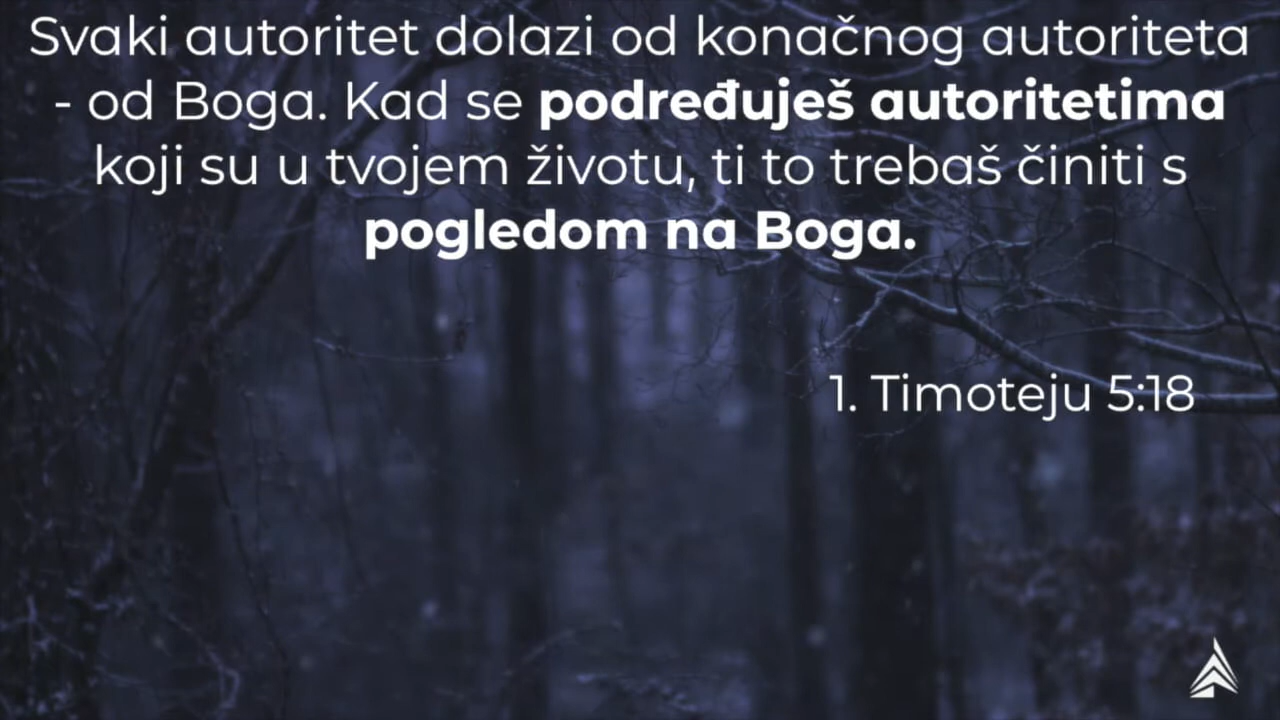 Svaki autoritet dolazi od konačnog autoriteta
- od Boga. Kad se podređuješ autoritetima
koji su u tvojem životu, ti to trebaš činiti s
pogledom na Boga.
1. Timoteju 5:18